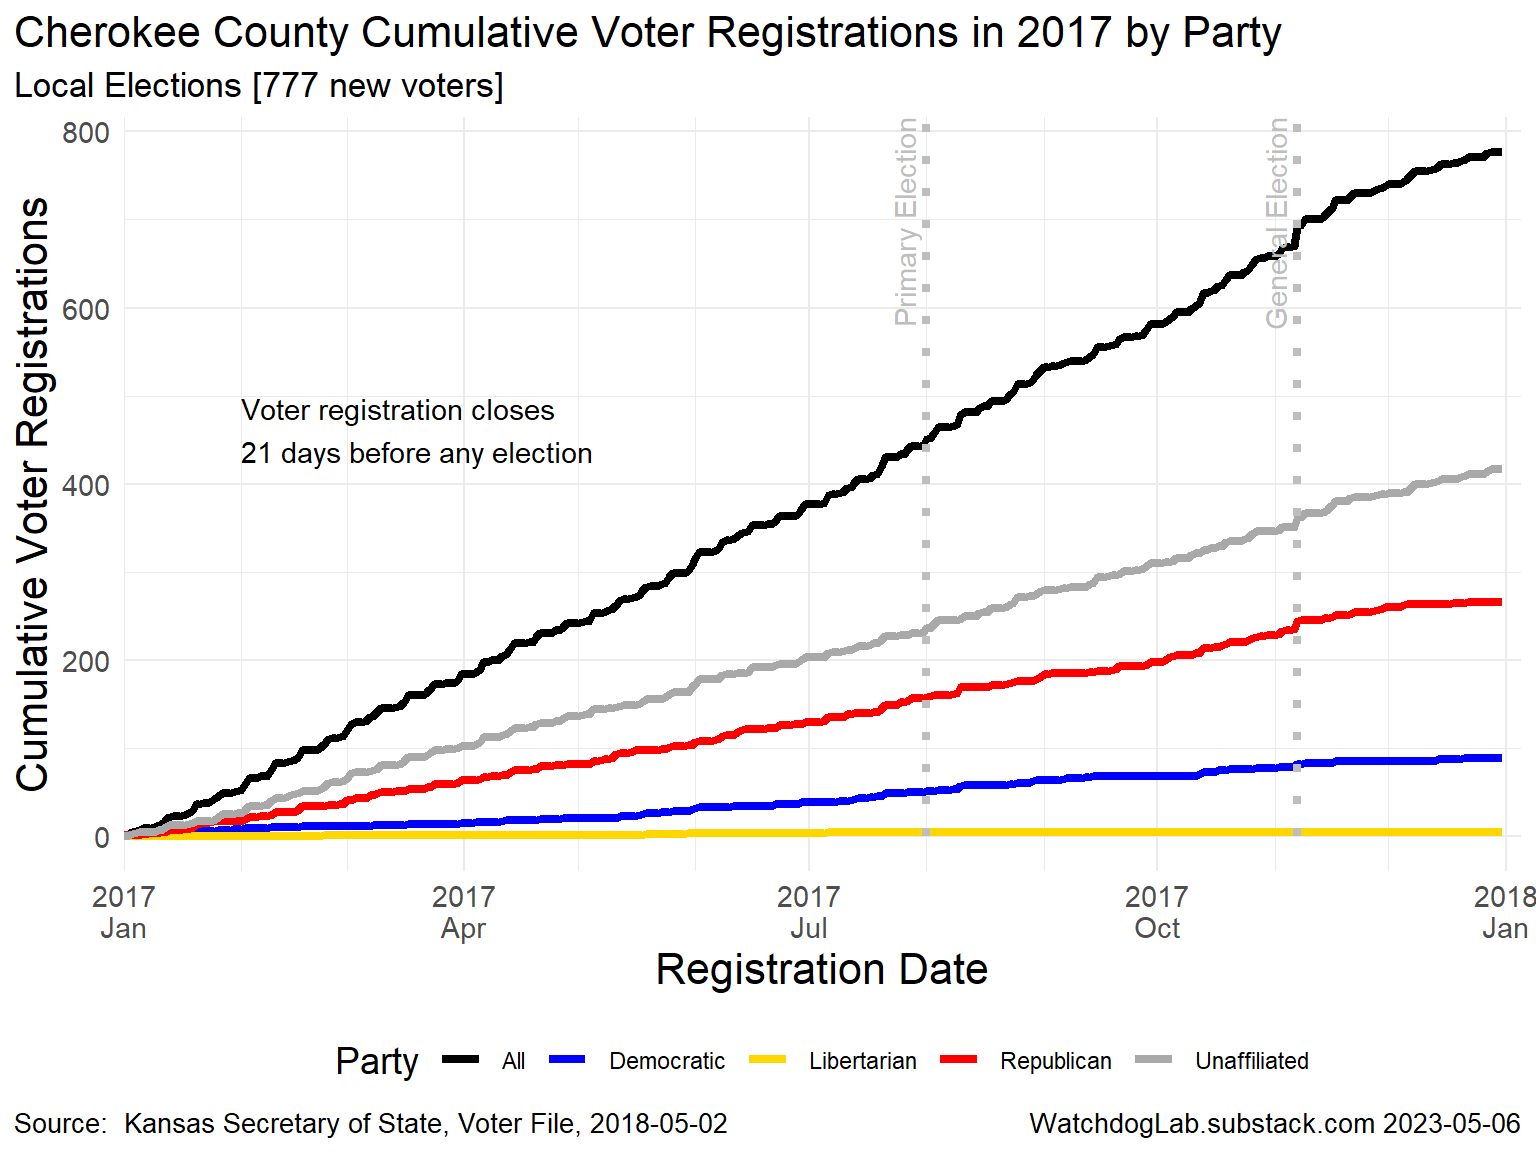 Cherokee County Cumulative Voter Registrations in 2017 by Party
Local Elections [777 new voters]
Cumulative Voter Registrations
800
600
400
200
0
Primary Election
General Election
Voter registration closes
21 days before any election
2017 2017 2017 2017 2018
Jan Apr Jul Oct Jan
Registration Date
Party All Democratic Libertarian Republican Unaffiliated
Source:  Kansas Secretary of State, Voter File, 2018-05-02
WatchdogLab.substack.com 2023-05-06